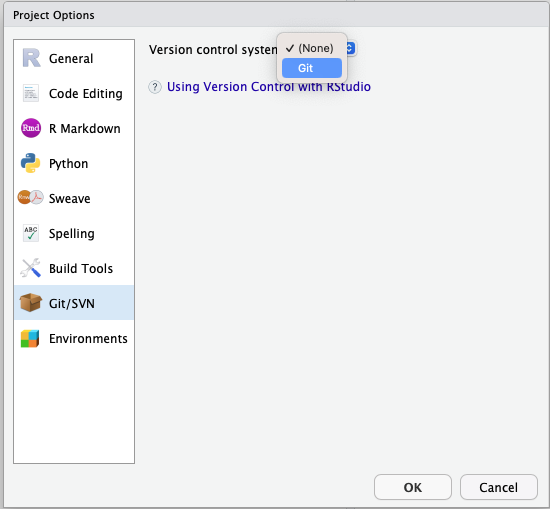 Project Options
General
Code Editing
Rmd
R Markdown
Python
Sweave
ABC
Spelling
Build Tools
Git/SVN
Environments
Version control system
✓ (None)
Git
? Using Version Control with RStudio
OK
Cancel